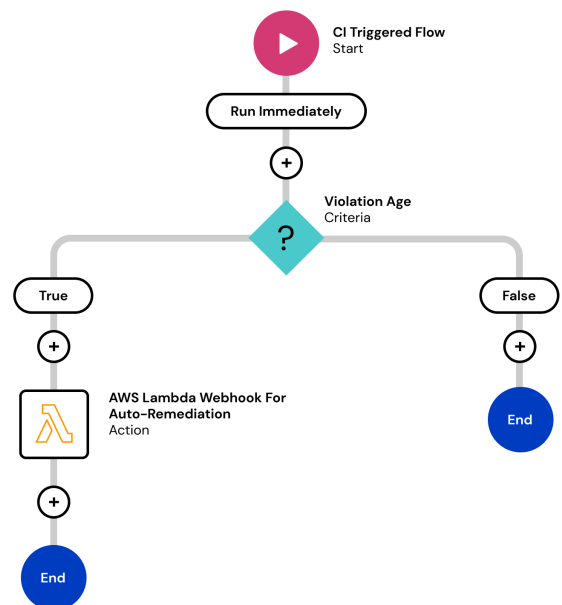 CI Triggered Flow
Start
Run Immediately
+
Violation Age
Criteria
?
True
False
+
+
AWS Lambda Webhook For
Auto-Remediation
Action
End
+
End